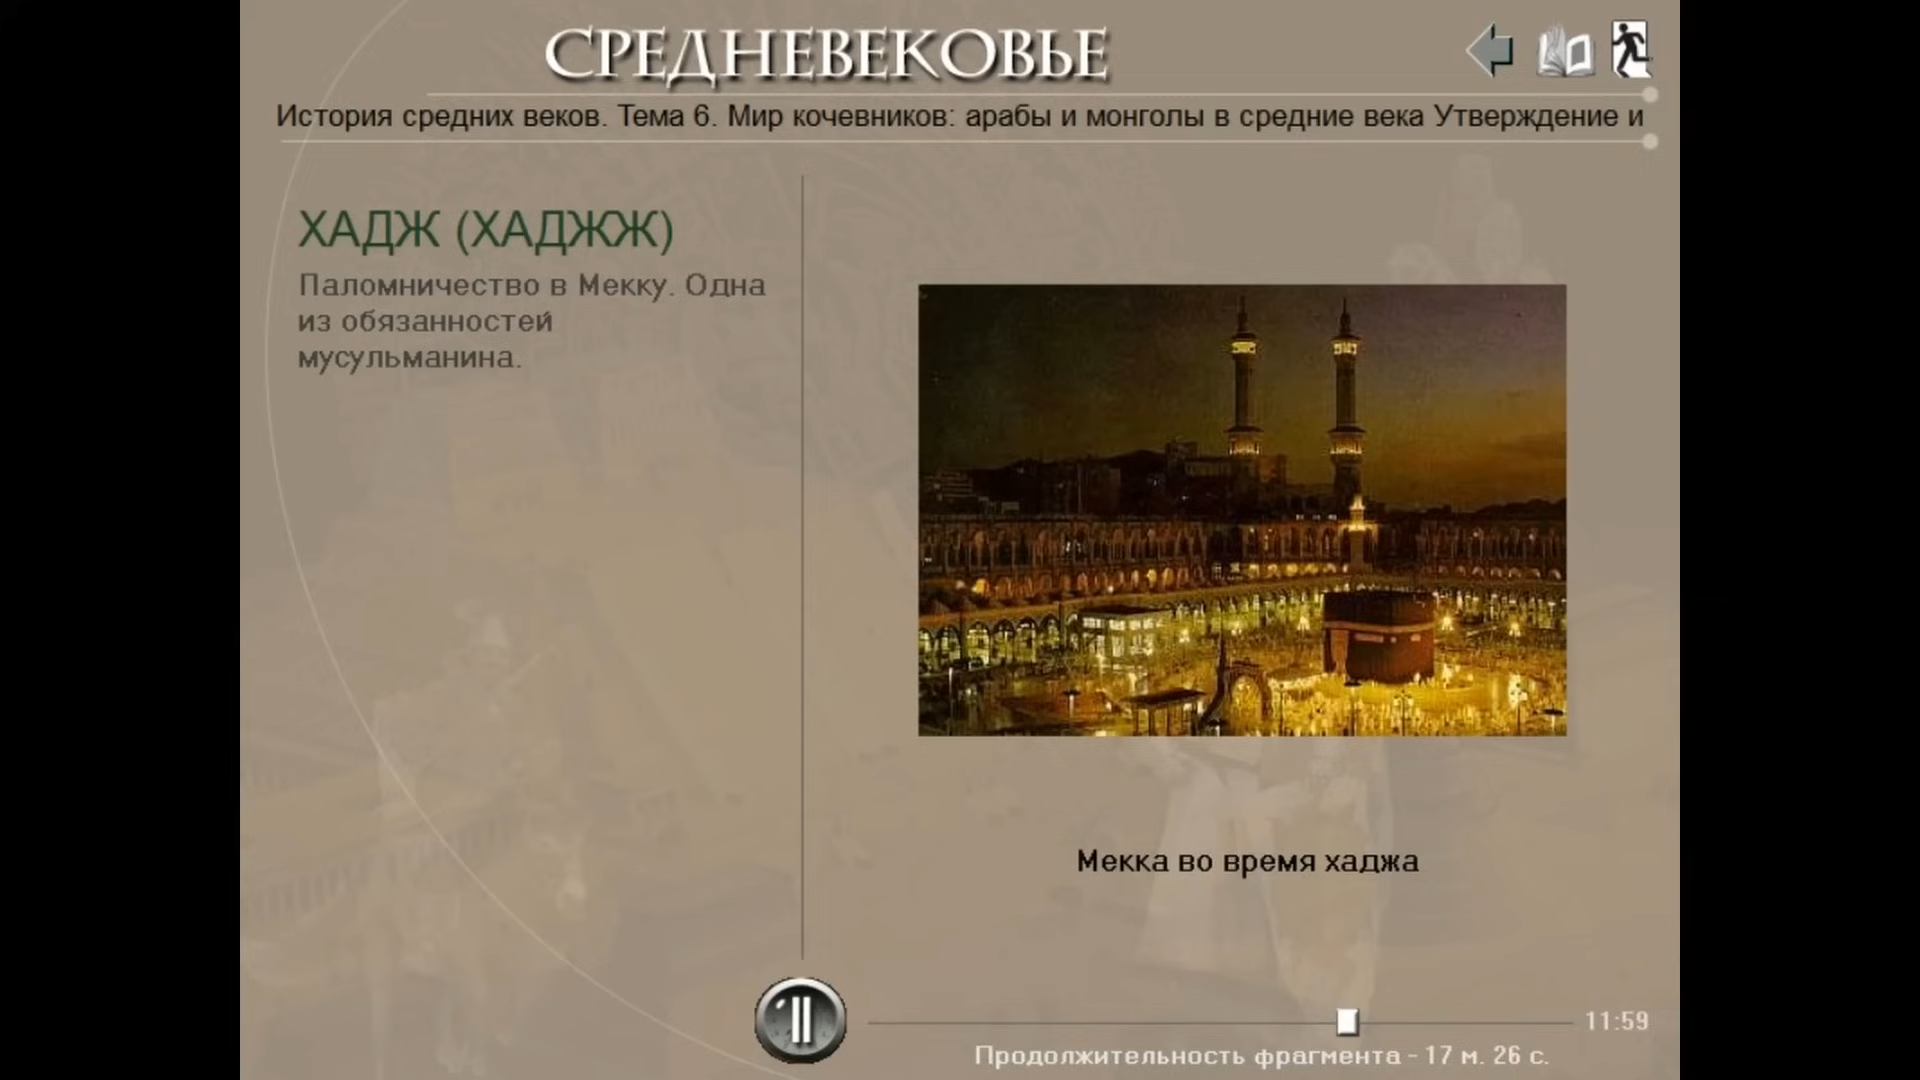 СРЕДНЕВЕКОВЬЕ
История средних веков. Тема 6. Мир кочевников: арабы и монголы в средние века Утверждение и
ХАДЖ (ХАДЖЖ)
Паломничество в Мекку. Одна
из обязанностей
мусульманина.
Мекка во время хаджа
11:59
Продолжительность фрагмента - 17 м. 26 с.